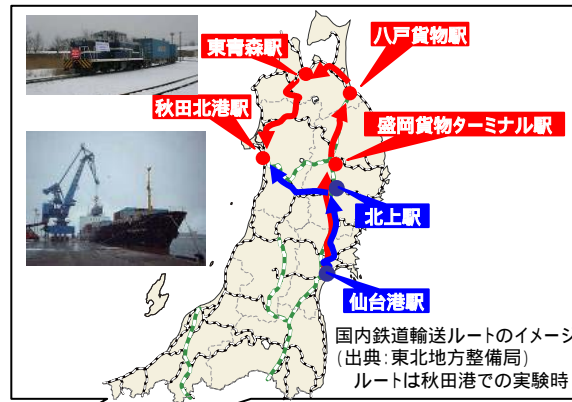 東青森駅
八戸貨物駅
秋田北港駅
盛岡貨物ターミナル駅
北上駅
仙台港駅
国内鉄道輸送ルートのイメージ
(出典:東北地方整備局)
ルートは秋田港での実験時